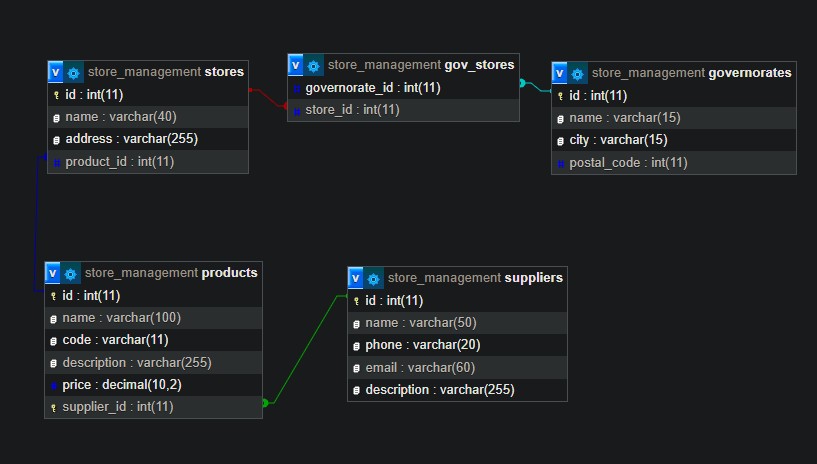 v store_management stores
id : int(11)
name : varchar(40)
address : varchar(255)
product_id : int(11)
v store_management gov_stores
governorate_id : int(11)
store_id : int(11)
v store_management governorates
id : int(11)
name : varchar(15)
city : varchar(15)
postal_code : int(11)
v store_management products
id : int(11)
name : varchar(100)
code : varchar(11)
description : varchar(255)
price : decimal(10,2)
supplier_id : int(11)
v store_management suppliers
id : int(11)
name : varchar(50)
phone : varchar(20)
email : varchar(60)
description : varchar(255)